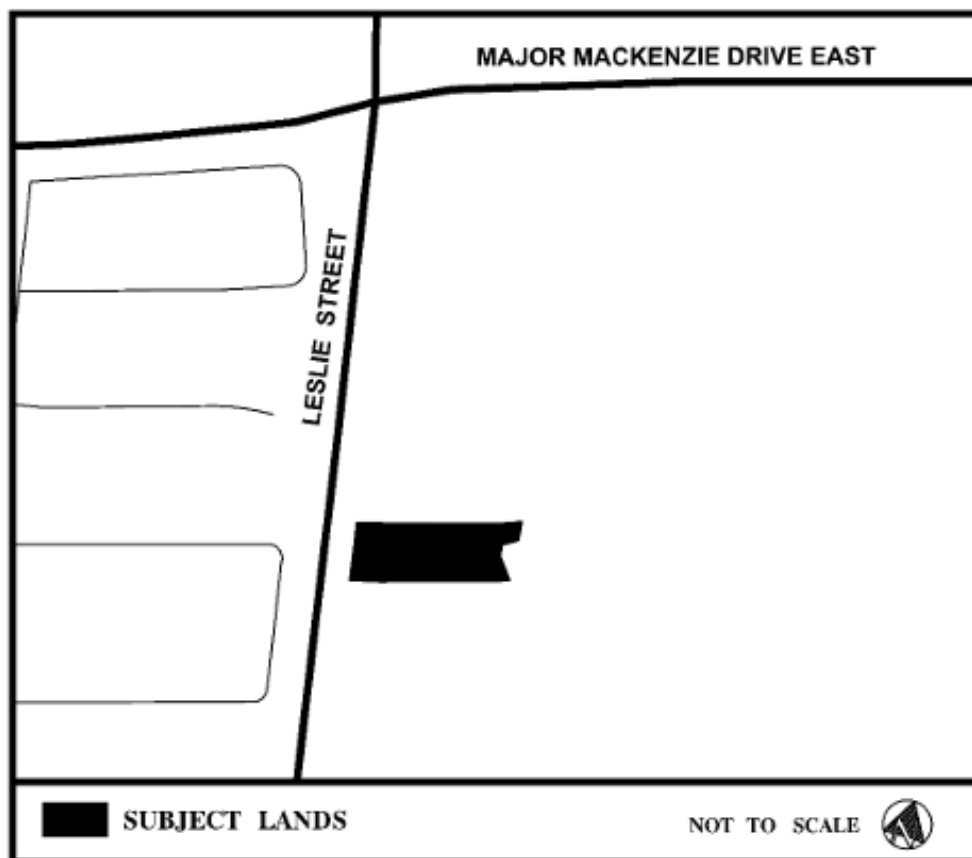 MAJOR MACKENZIE DRIVE EAST
LESLIE STREET
SUBJECT LANDS
NOT TO SCALE